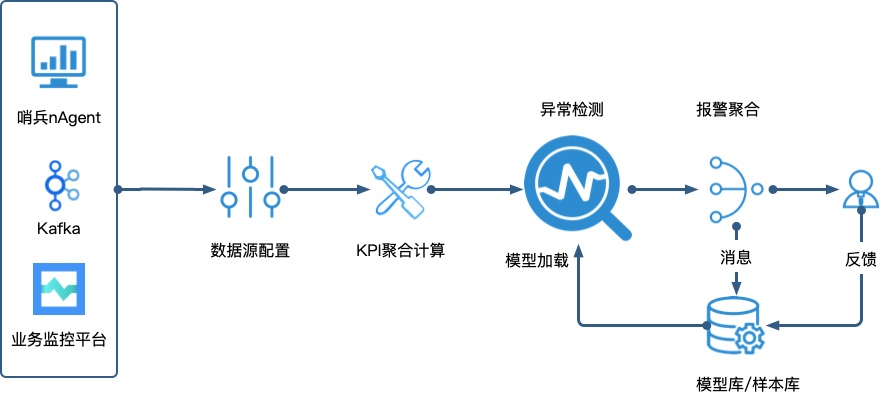 哨兵nAgent
Kafka
业务监控平台
数据源配置
KPI聚合计算
异常检测
模型加载
报警聚合
消息
反馈
模型库/样本库